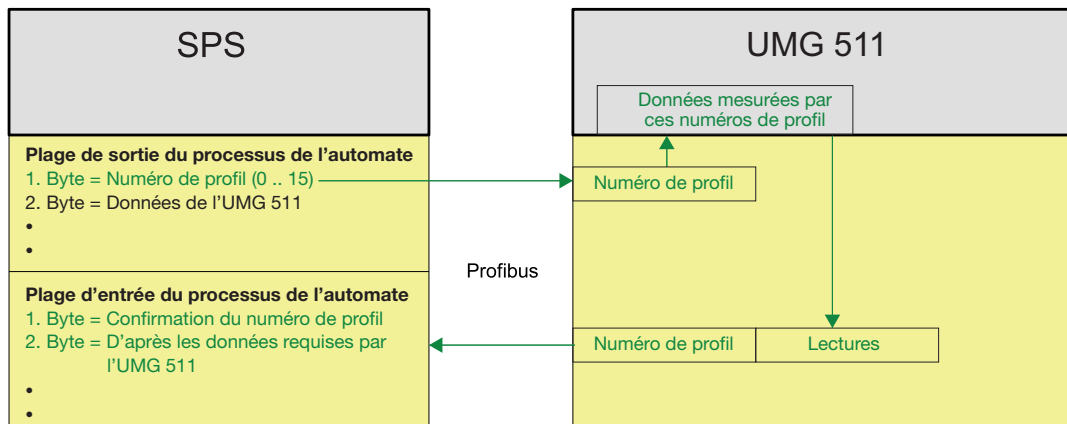 SPS
Plage de sortie du processus de l'automate
1. Byte = Numéro de profil (0 .. 15)
2. Byte = Données de l'UMG 511
•
•
Plage d'entrée du processus de l'automate
1. Byte = Confirmation du numéro de profil
2. Byte = D'après les données requises par
l'UMG 511
•
•
Profibus
UMG 511
Données mesurées par
ces numéros de profil
Numéro de profil
Numéro de profil
Lectures